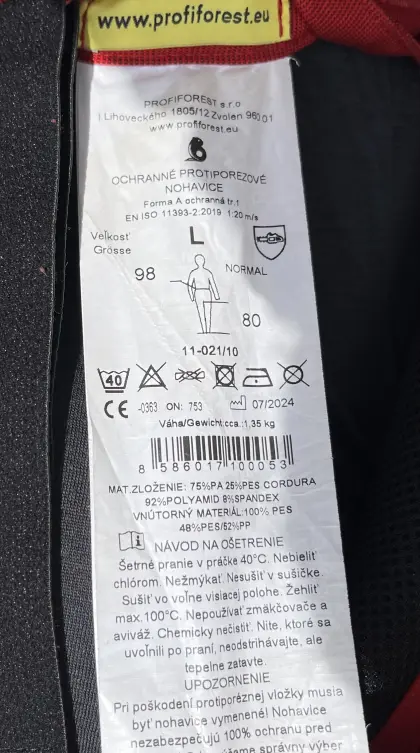 www.profiforest.eu
PROFIFOREST s.r.o
Lihoveckého 1805/12 Zvolen 96001
www.profiforest.eu
OCHRANNÉ PROTIPOREZOVÉ
NOHAVICE
Forma A ochranná tr.1
EN ISO 11393-2:2019 1:20 m/s
Veľkosť
Grösse
L
98
NORMAL
80
11-021/10
40
CE -0363 ON: 753 07/2024
Váha/Gewicht:cca.:1,35 kg
8 586017 100053
MAT.ZLOŽENIE: 75%PA 25%PES CORDURA
92%POLYAMID 8%SPANDEX
VNÚTORNÝ MATERIÁL:100% PES
48%PES/52%PP
i NÁVOD NA OŠETRENIE
Šetrné pranie v práčke 40°C. Nebieliť
chlórom. Nežmýkať. Nesušiť v sušičke.
Sušiť vo voľne visiacej polohe. Žehliť
max.100°C. Nepoužívať zmäkčovače a
aviváž. Chemicky nečistiť. Nite, ktoré sa
uvoľnili po praní, neodstrihávajte, ale
tepelne zatavte.
UPOZORNENIE
Pri poškodení protiporéznej vložky musia
byť nohavice vymenené! Nohavice
nezabezpečujú 100% ochranu pred
správny výber